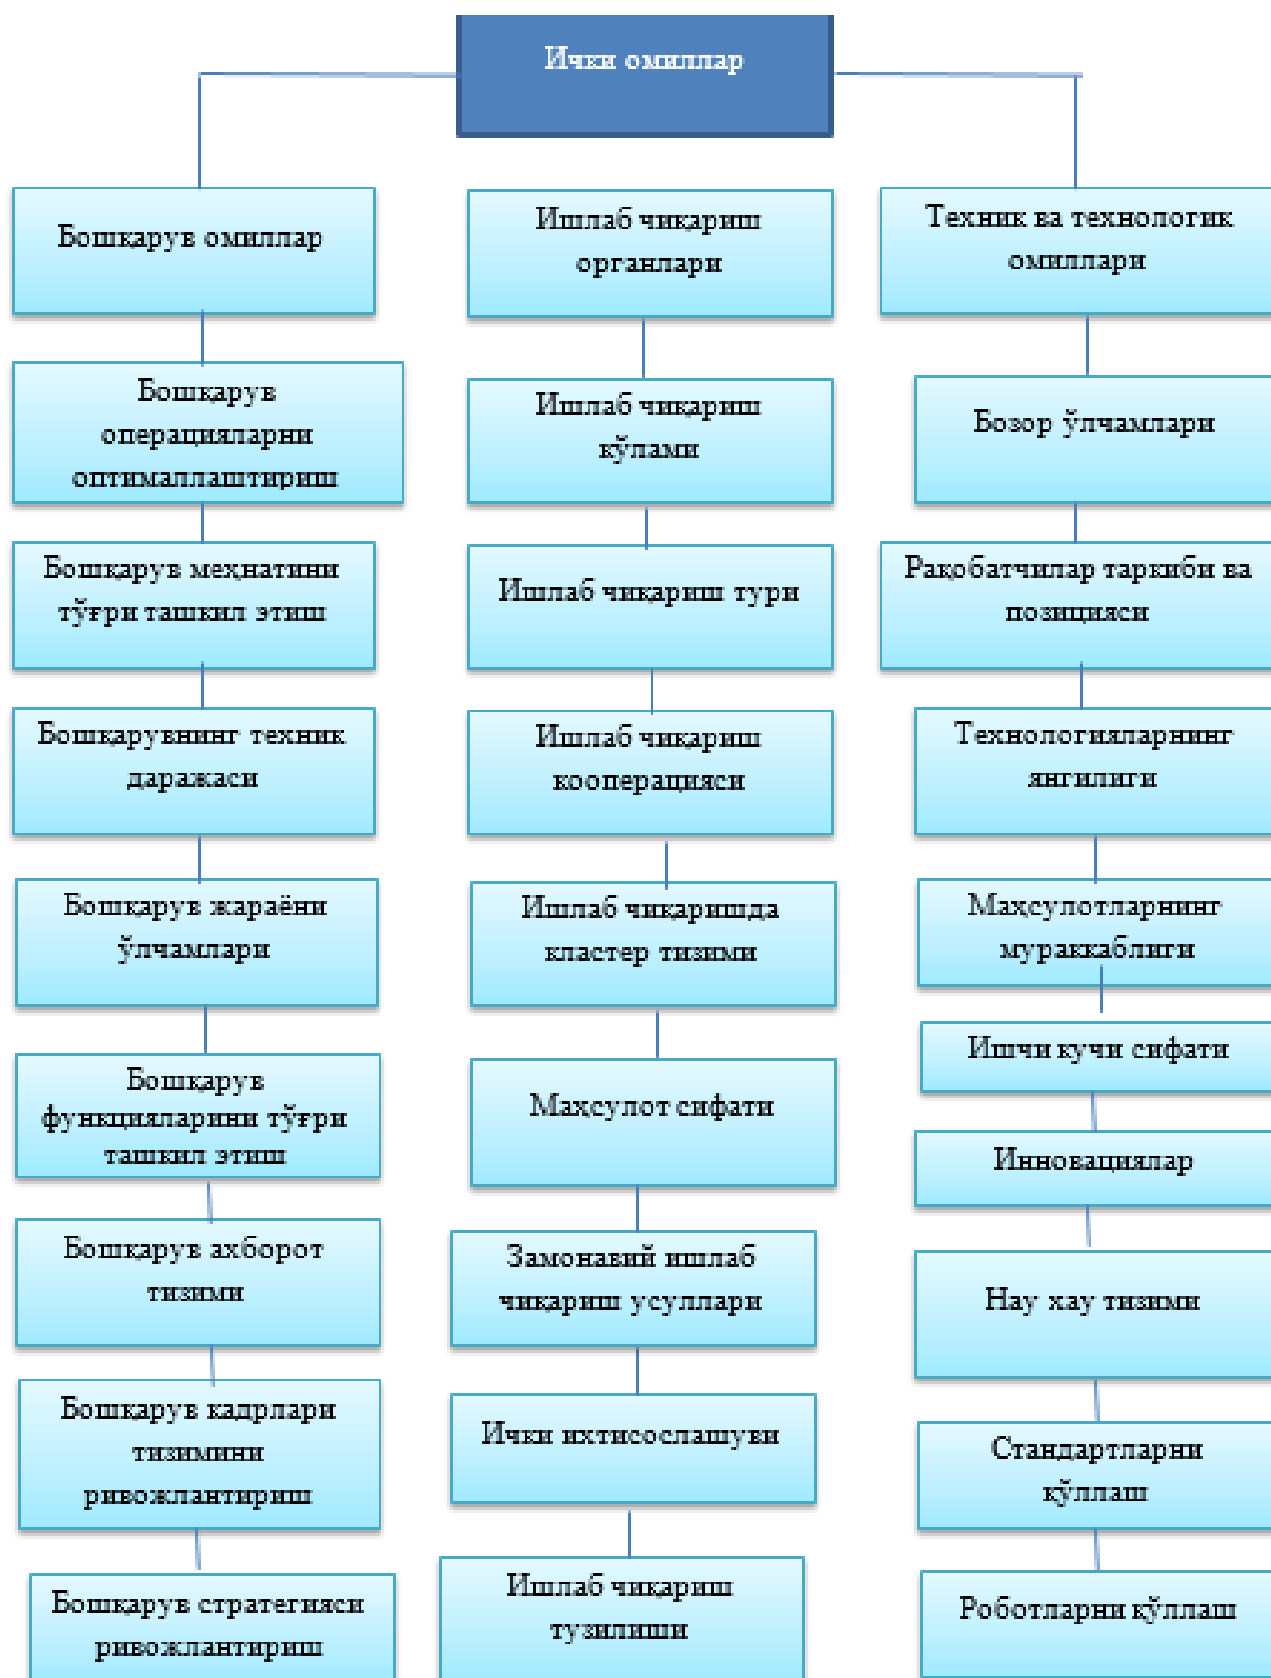 Ички омиллар
Бошқарув омиллар
Бошқарув
операцияларни
оптималлаштириш
Бошқарув меҳнатини
тўғри ташкил этиш
Бошқарувнинг техник
даражаси
Бошқарув жараёни
ўлчамлари
Бошқарув
функцияларини тўғри
ташкил этиш
Бошқарув ахборот
тизими
Бошқарув кадрлари
тизимини
ривожлантириш
Бошқарув стратегияси
ривожлантириш
Ишлаб чиқариш
органлари
Ишлаб чиқариш
кўлами
Ишлаб чиқариш тури
Ишлаб чиқариш
кооперацияси
Ишлаб чиқаришда
кластер тизими
Маҳсулот сифати
Замонавий ишлаб
чиқариш усуллари
Ички ихтисослашуви
Ишлаб чиқариш
тузилиши
Техник ва технологик
омиллари
Бозор ўлчамлари
Рақобатчилар таркиби ва
позицияси
Технологияларнинг
янгилиги
Маҳсулотларнинг
мураккаблиги
Ишчи кучи сифати
Инновациялар
Нау хау тизими
Стандартларни
қўллаш
Роботларни қўллаш